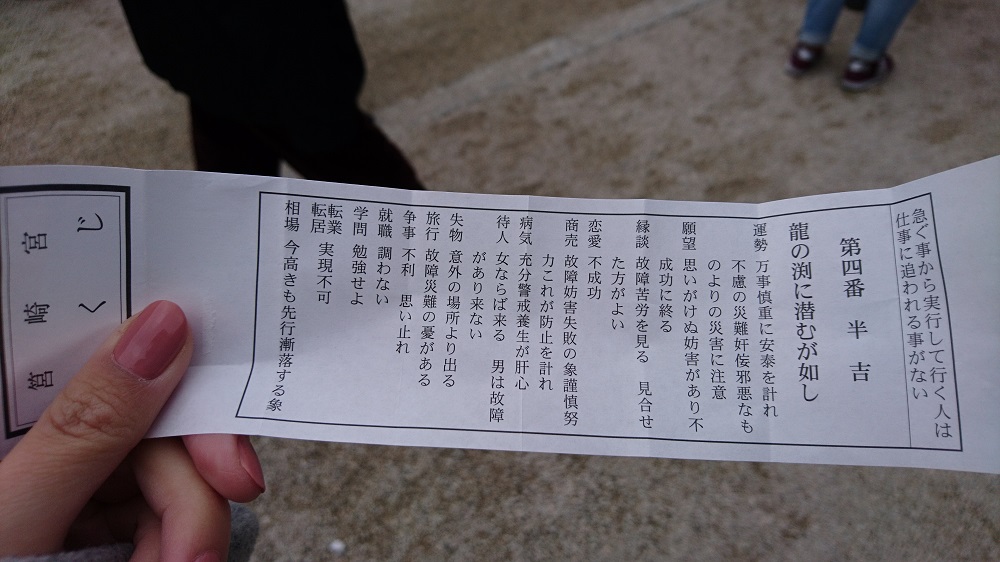 急ぐ事から実行して行く人は
仕事に追われる事がない
第四番 半吉
龍の渕に潜むが如し
運勢 万事慎重に安泰を計れ
不慮の災難奸侫邪悪なも
のよりの災害に注意
願望 思いがけぬ妨害があり不
成功に終る
縁談 故障苦労を見る 見合せ
た方がよい
恋愛 不成功
商売 故障妨害失敗の象謹慎努
力これが防止を計れ
病気 充分警戒養生が肝心
待人 女ならば来る 男は故障
があり来ない
失物 意外の場所より出る
旅行 故障災難の憂がある
争事 不利 思い止れ
就職 調わない
学問 勉強せよ
転業
転居 実現不可
相場 今高きも先行漸落する象
じ
く
宮
崎
筥